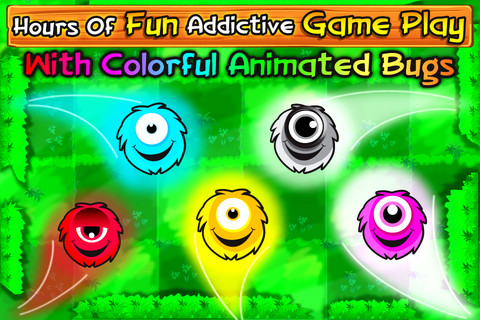 Hours Of Fun Addictive Game Play
With Colorful Animated Bugs